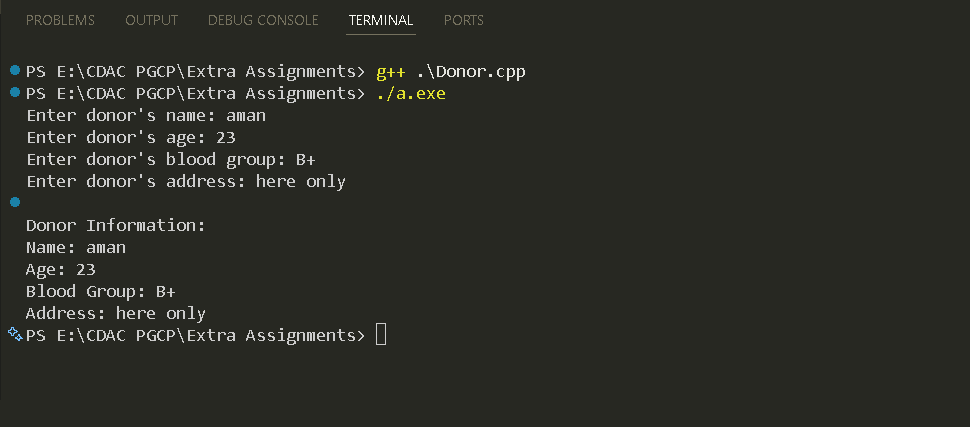 PROBLEMS OUTPUT DEBUG CONSOLE TERMINAL PORTS
PS E:\CDAC PGCP\Extra Assignments> g++ .\Donor.cpp
PS E:\CDAC PGCP\Extra Assignments> ./a.exe
Enter donor's name: aman
Enter donor's age: 23
Enter donor's blood group: B+
Enter donor's address: here only
Donor Information:
Name: aman
Age: 23
Blood Group: B+
Address: here only
PS E:\CDAC PGCP\Extra Assignments>